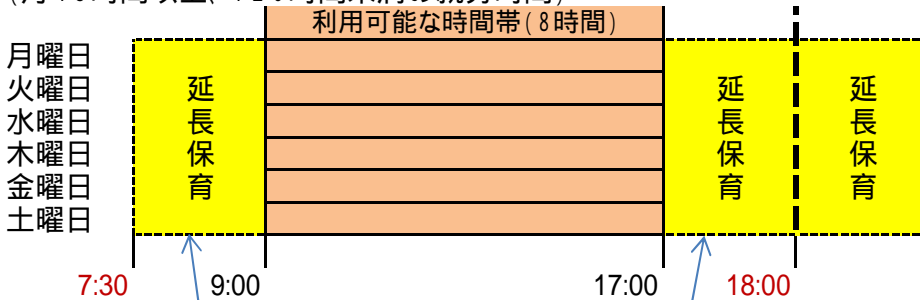 利用可能な時間帯(8時間)
月曜日
火曜日
水曜日
木曜日
金曜日
土曜日
延長保育
延長保育
延長保育
7:30
9:00
17:00
18:00